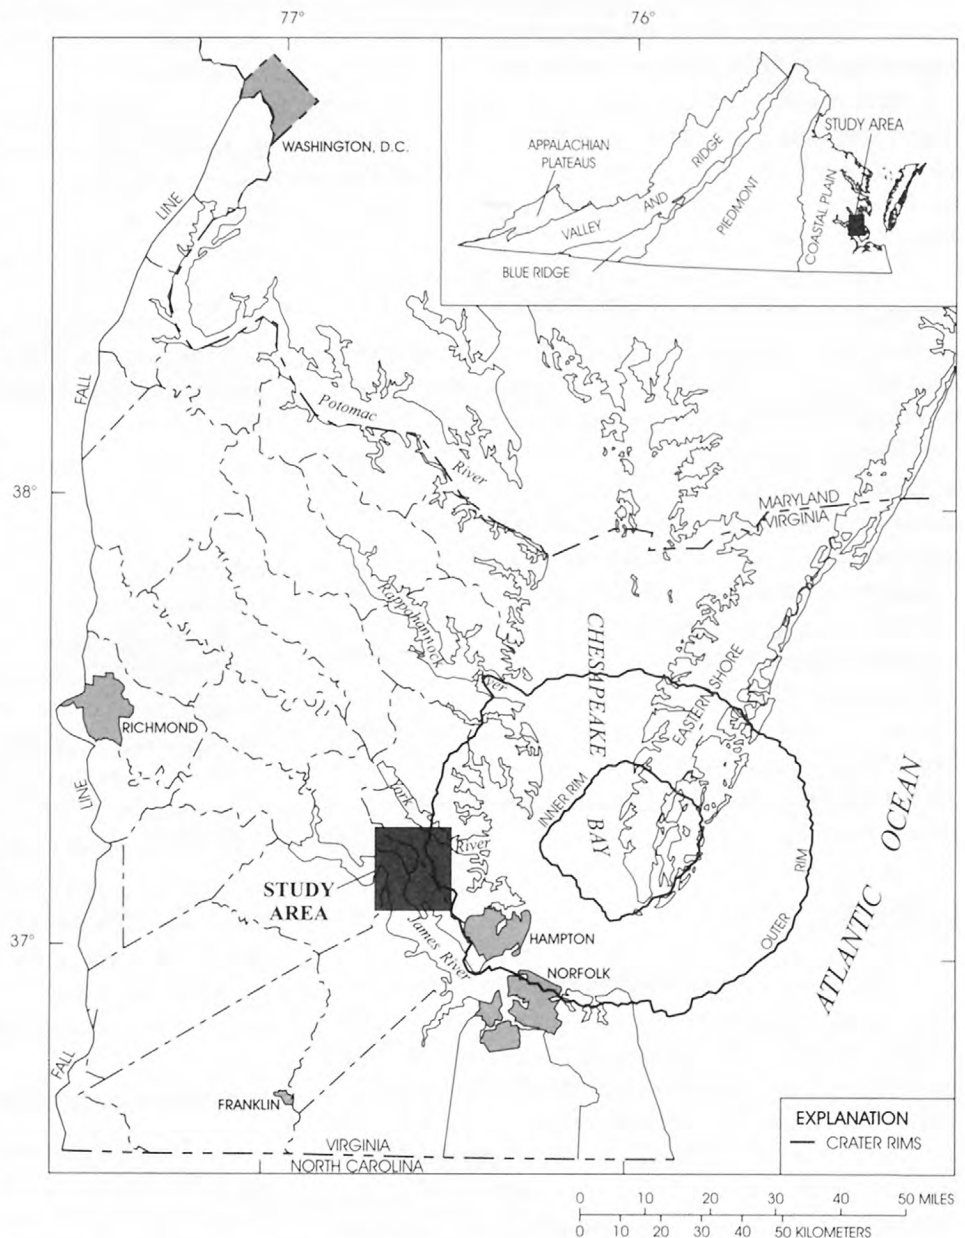 77°
76°
WASHINGTON, D.C.
APPALACHIAN
PLATEAUS
VALLEY
AND
RIDGE
BLUE RIDGE
PIEDMONT
COASTAL PLAIN
STUDY AREA
FALL
LINE
Potomac
River
38°
MARYLAND
VIRGINIA
Rappahannock
River
CHESAPEAKE
BAY
EASTERN SHORE
RICHMOND
LINE
York
River
INNER RIM
OUTER
RIM
ATLANTIC
OCEAN
STUDY
AREA
37°
James
River
HAMPTON
NORFOLK
FALL
FRANKLIN
VIRGINIA
NORTH CAROLINA
EXPLANATION
CRATER RIMS
0 10 20 30 40 50 MILES
0 10 20 30 40 50 KILOMETERS